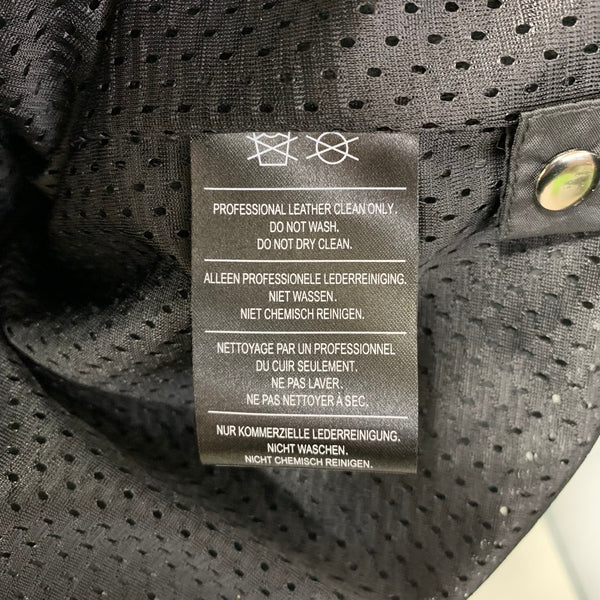 PROFESSIONAL LEATHER CLEAN ONLY.
DO NOT WASH.
DO NOT DRY CLEAN.
ALLEEN PROFESSIONELE LEDERREINIGING.
NIET WASSEN.
NIET CHEMISCH REINIGEN.
NETTOYAGE PAR UN PROFESSIONNEL
DU CUIR SEULEMENT.
NE PAS LAVER.
NE PAS NETTOYER À SEC.
NUR KOMMERZIELLE LEDERREINIGUNG.
NICHT WASCHEN.
NICHT CHEMISCH REINIGEN.